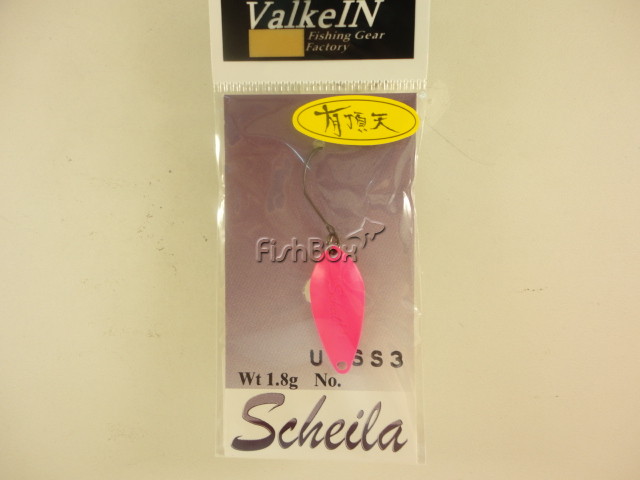 ValkeIN
Fishing Gear
Factory
有頂天
FishBox
U SS3
Wt 1.8g No.
Scheila